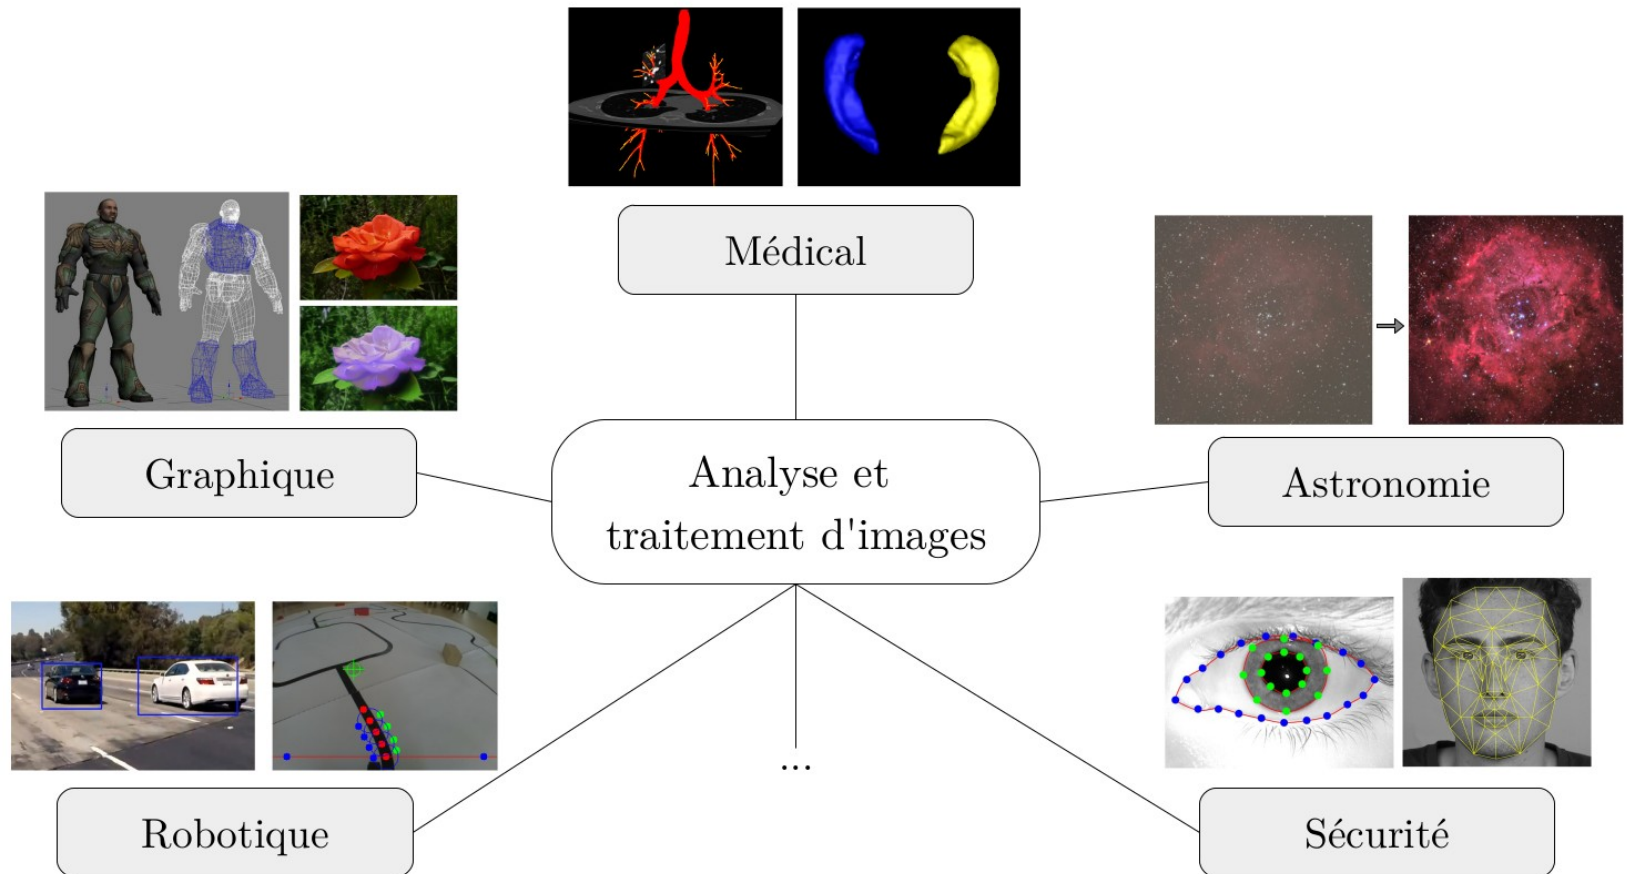 Médical
Graphique
Analyse et
traitement d'images
Astronomie
...
Robotique
Sécurité